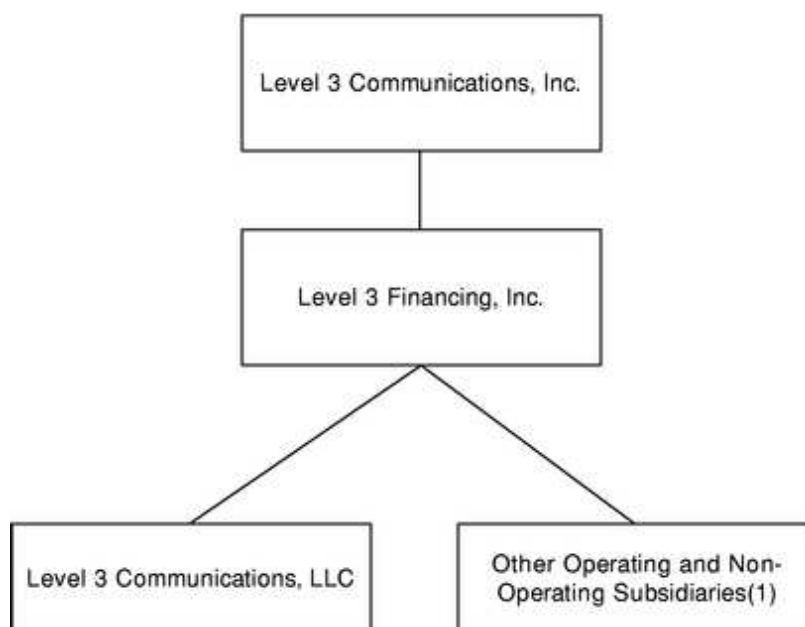 Level 3 Communications, Inc.
Level 3 Financing, Inc.
Level 3 Communications, LLC
Other Operating and Non-
Operating Subsidiaries(1)